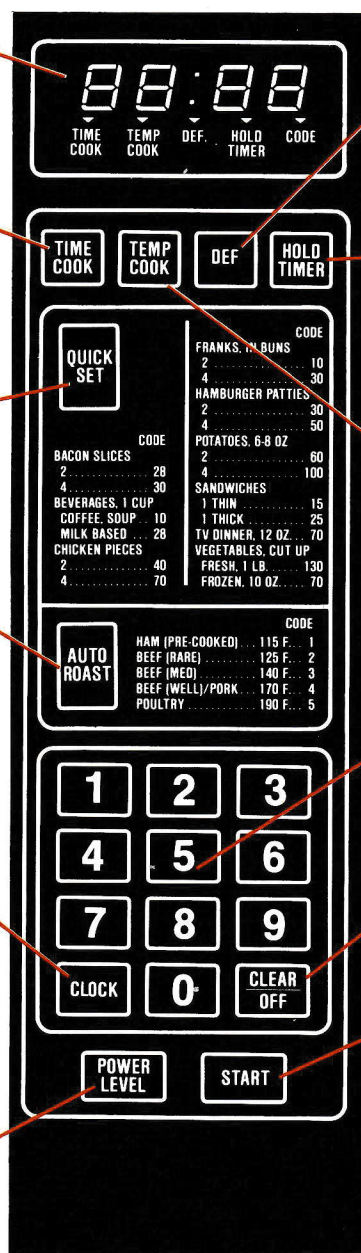 88:88
TIME COOK TEMP COOK DEF. HOLD TIMER CODE
TIME COOK
TEMP COOK
DEF
HOLD TIMER
QUICK SET
CODE
BACON SLICES
2 ........... 28
4 ........... 30
BEVERAGES, 1 CUP
COFFEE, SOUP .. 10
MILK BASED ... 28
CHICKEN PIECES
2 ........... 40
4 ........... 70
CODE
FRANKS, IN BUNS
2 ........... 10
4 ........... 30
HAMBURGER PATTIES
2 ........... 30
4 ........... 50
POTATOES, 6-8 OZ
2 ........... 60
4 ........... 100
SANDWICHES
1 THIN ....... 15
1 THICK ...... 25
TV DINNER, 12 OZ... 70
VEGETABLES, CUT UP
FRESH, 1 LB. .... 130
FROZEN, 10 OZ... 70
AUTO ROAST
CODE
HAM (PRE-COOKED) ... 115 F... 1
BEEF (RARE) ........ 125 F... 2
BEEF (MED) ......... 140 F... 3
BEEF (WELL)/PORK .. 170 F... 4
POULTRY ............ 190 F... 5
1 2 3
4 5 6
7 8 9
CLOCK 0 CLEAR OFF
POWER LEVEL
START